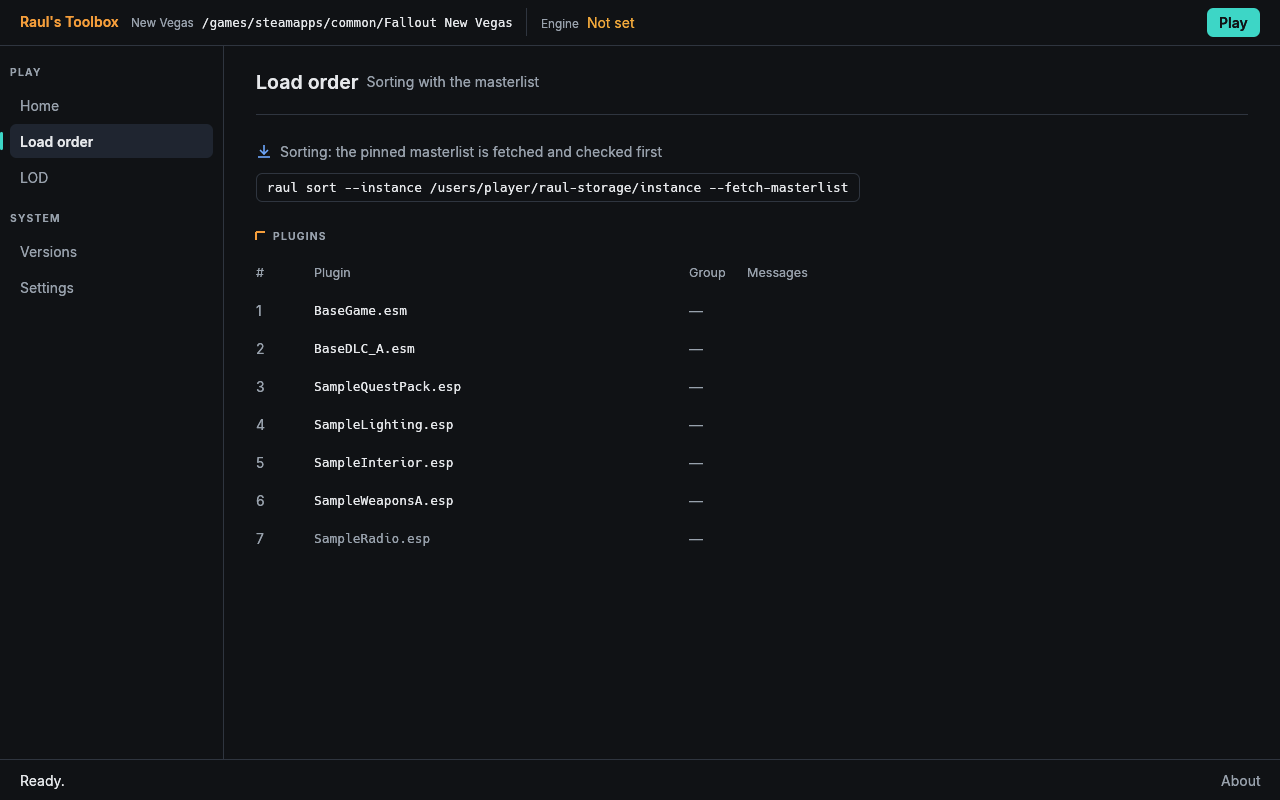 Raul's Toolbox New Vegas /games/steamapps/common/Fallout New Vegas Engine Not set Play
PLAY
Home
Load order
LOD
SYSTEM
Versions
Settings
Load order Sorting with the masterlist
Sorting: the pinned masterlist is fetched and checked first
raul sort --instance /users/player/raul-storage/instance --fetch-masterlist
PLUGINS
# Plugin Group Messages
1 BaseGame.esm —
2 BaseDLC_A.esm —
3 SampleQuestPack.esp —
4 SampleLighting.esp —
5 SampleInterior.esp —
6 SampleWeaponsA.esp —
7 SampleRadio.esp —
Ready. About